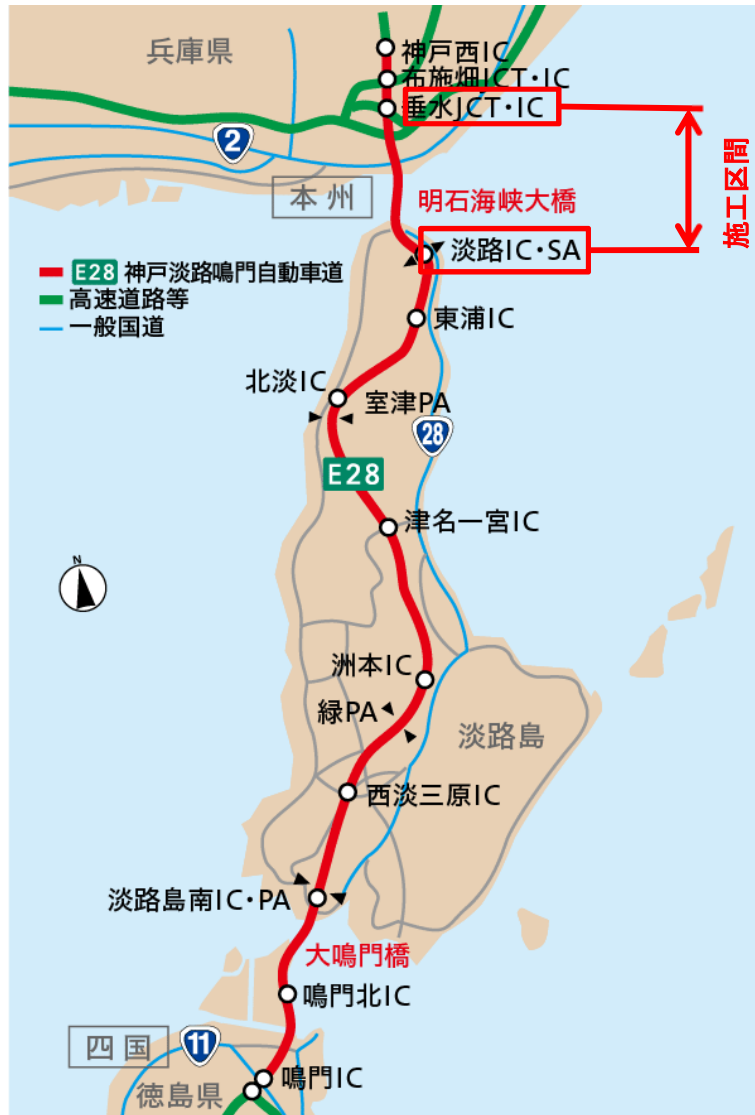 兵庫県
神戸西IC
布施畑ICT・IC
垂水JCT・IC
2
施工区間
本州
明石海峡大橋
淡路IC・SA
E28 神戸淡路鳴門自動車道
高速道路等
一般国道
東浦IC
北淡IC
室津PA
28
E28
津名一宮IC
N
洲本IC
緑PA
淡路島
西淡三原IC
淡路島南IC・PA
大鳴門橋
鳴門北IC
四国
11
鳴門IC
徳島県